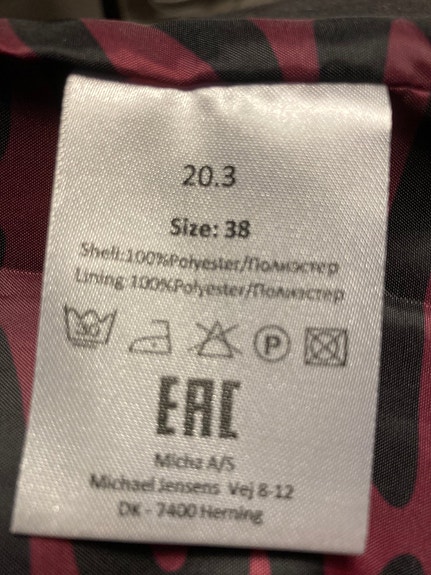 20.3
Size: 38
Shell:100%Polyester/Полиэстер
Lining:100%Polyester/Полиэстер
30
P
EAC
Micha A/S
Michael Jensens Vej 8-12
DK - 7400 Herning